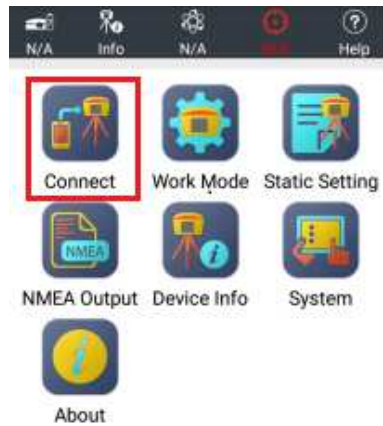 N/A Info N/A Help
Connect Work Mode Static Setting
NMEA
NMEA Output Device Info System
About